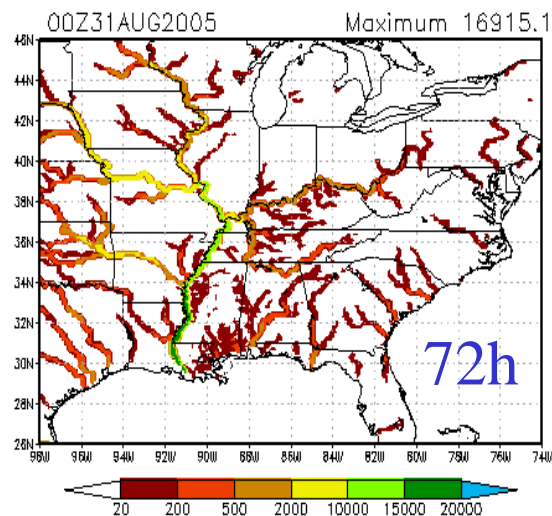 00Z31AUG2005 Maximum 16915.1
46N
44N
42N
40N
38N
36N
34N
32N
30N
28N
26N
72h
98W 96W 94W 92W 90W 88W 86W 84W 82W 80W 78W 76W 74W
20 200 500 2000 10000 15000 20000